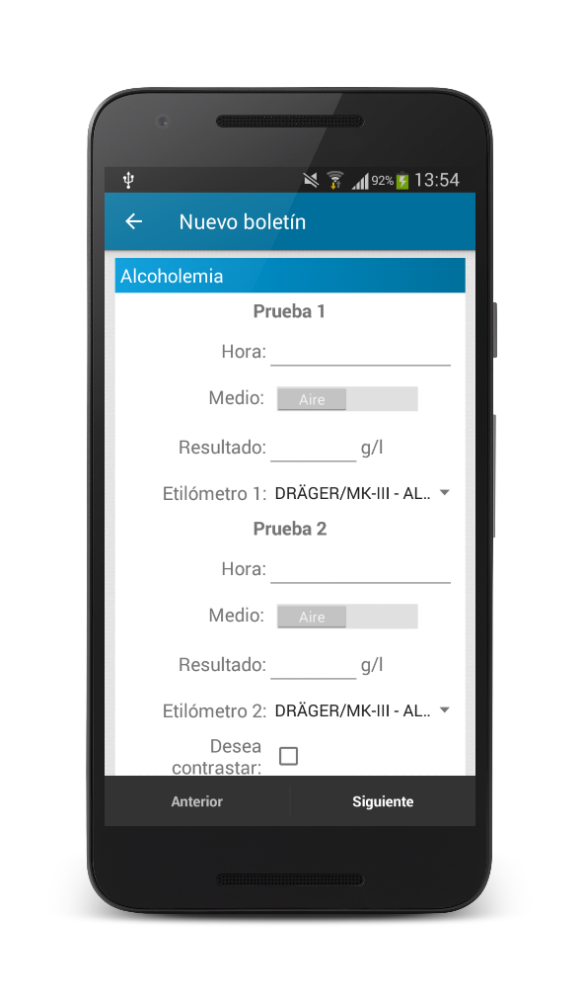 92% 13:54
Nuevo boletín
Alcoholemia
Prueba 1
Hora:
Medio: Aire
Resultado: g/l
Etilómetro 1: DRÄGER/MK-III - AL..
Prueba 2
Hora:
Medio: Aire
Resultado: g/l
Etilómetro 2: DRÄGER/MK-III - AL..
Desea
contrastar:
Anterior Siguiente